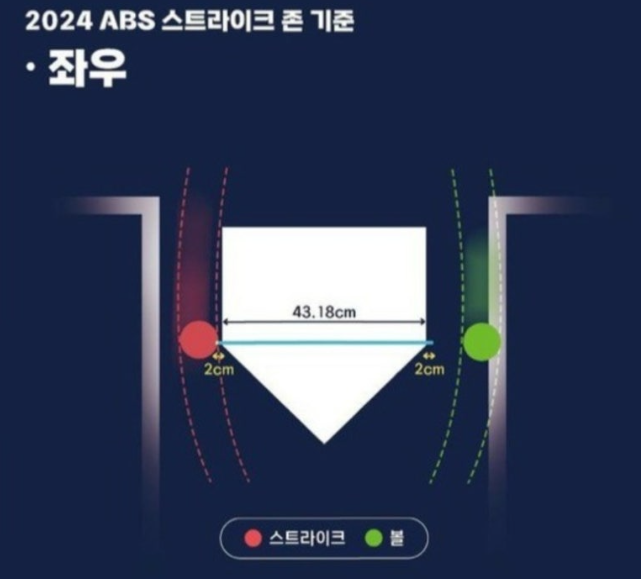 2024 ABS 스트라이크 존 기준
· 좌우
43.18cm
2cm
2cm
스트라이크 볼